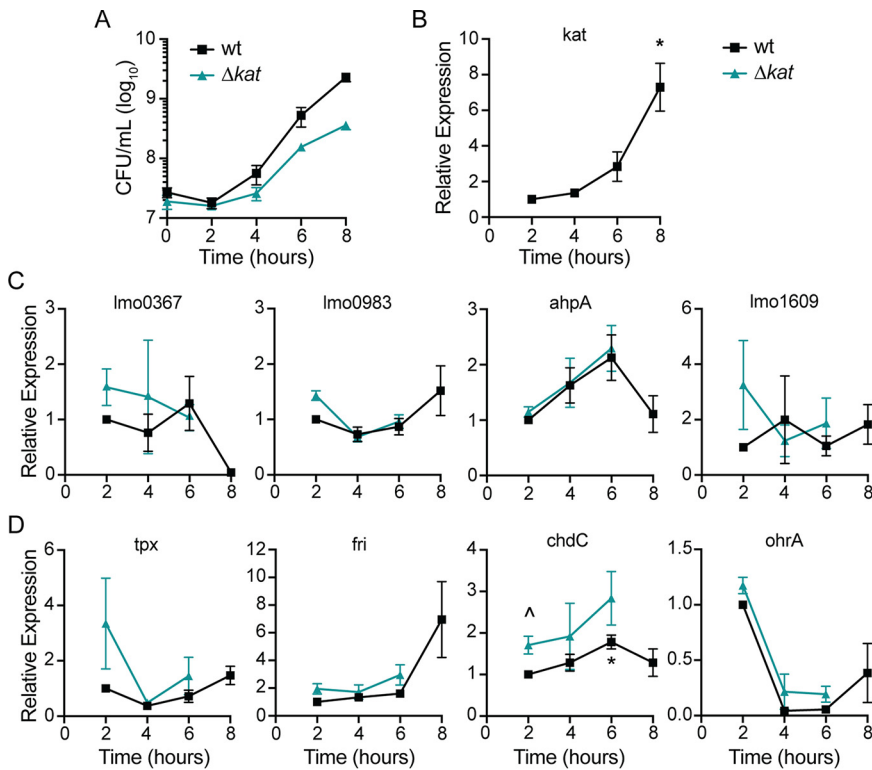 A
wt
Δkat
CFU/mL (log10)
10
9
8
7
0 2 4 6 8
Time (hours)
B
kat
*
wt
Δkat
Relative Expression
10
8
6
4
2
0
0 2 4 6 8
Time (hours)
C
lmo0367
Relative Expression
3
2
1
0
0 2 4 6 8
lmo0983
3
2
1
0
0 2 4 6 8
ahpA
3
2
1
0
0 2 4 6 8
lmo1609
6
4
2
0
0 2 4 6 8
D
tpx
Relative Expression
6
4
2
0
0 2 4 6 8
Time (hours)
fri
12
10
8
6
4
2
0
0 2 4 6 8
Time (hours)
chdC
^
*
4
3
2
1
0
0 2 4 6 8
Time (hours)
ohrA
1.5
1.0
0.5
0.0
0 2 4 6 8
Time (hours)